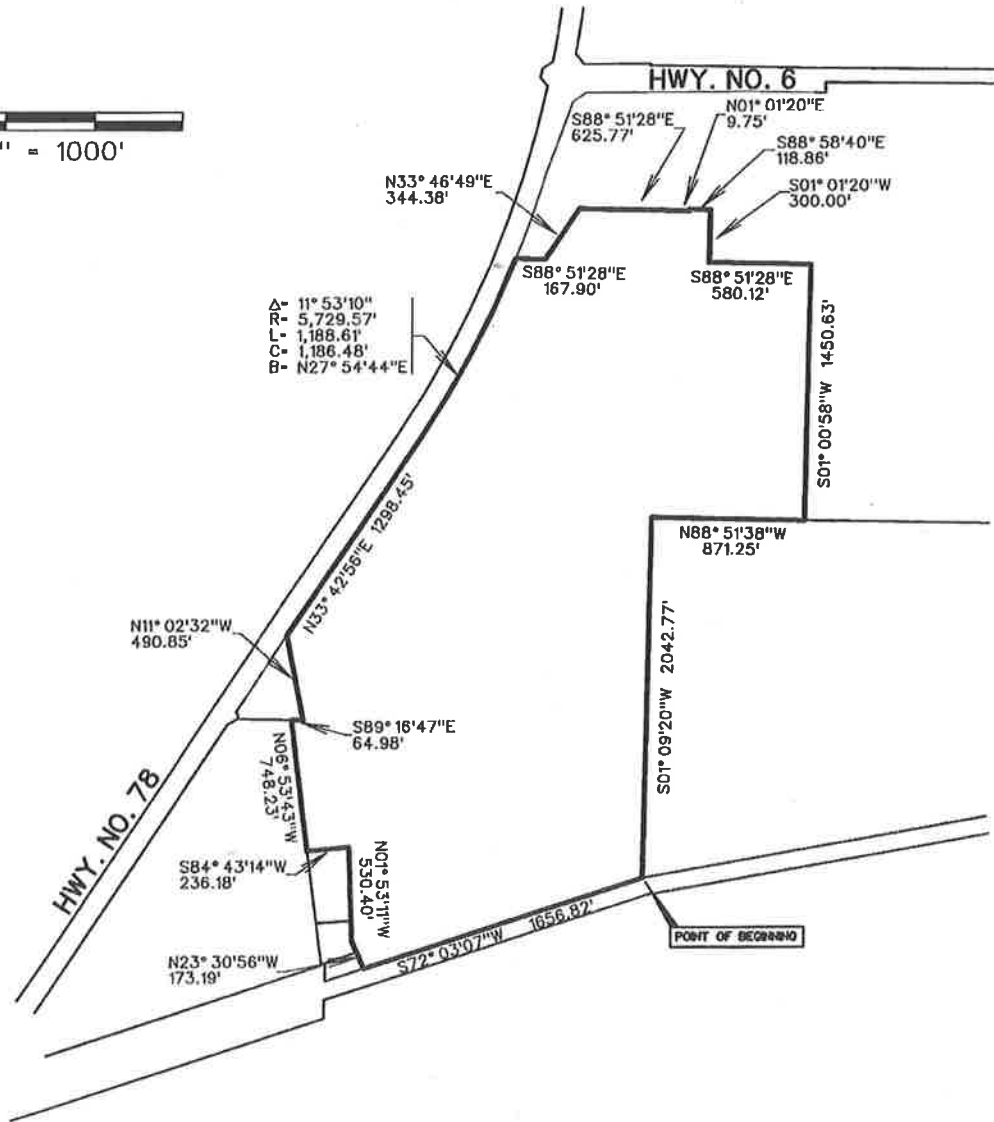 HWY. NO. 6
N01° 01'20"E
9.75'
S88° 51'28"E
625.77'
S88° 58'40"E
118.86'
" = 1000'
N33° 46'49"E
344.38'
S01° 01'20"W
300.00'
S88° 51'28"E
167.90'
S88° 51'28"E
580.12'
Δ= 11° 53'10"
R= 5,729.57'
L= 1,188.61'
C= 1,186.48'
B= N27° 54'44"E
S01° 00'58"W 1450.63'
N33° 42'56"E 1298.45'
N88° 51'38"W
871.25'
N11° 02'32"W
490.85'
S89° 16'47"E
64.98'
S01° 09'20"W 2042.77'
N06° 53'43"W
748.23'
HWY. NO. 78
S84° 43'14"W
236.18'
N01° 53'11"W
530.40'
N23° 30'56"W
173.19'
S72° 03'07"W 1656.82'
POINT OF BEGINNING